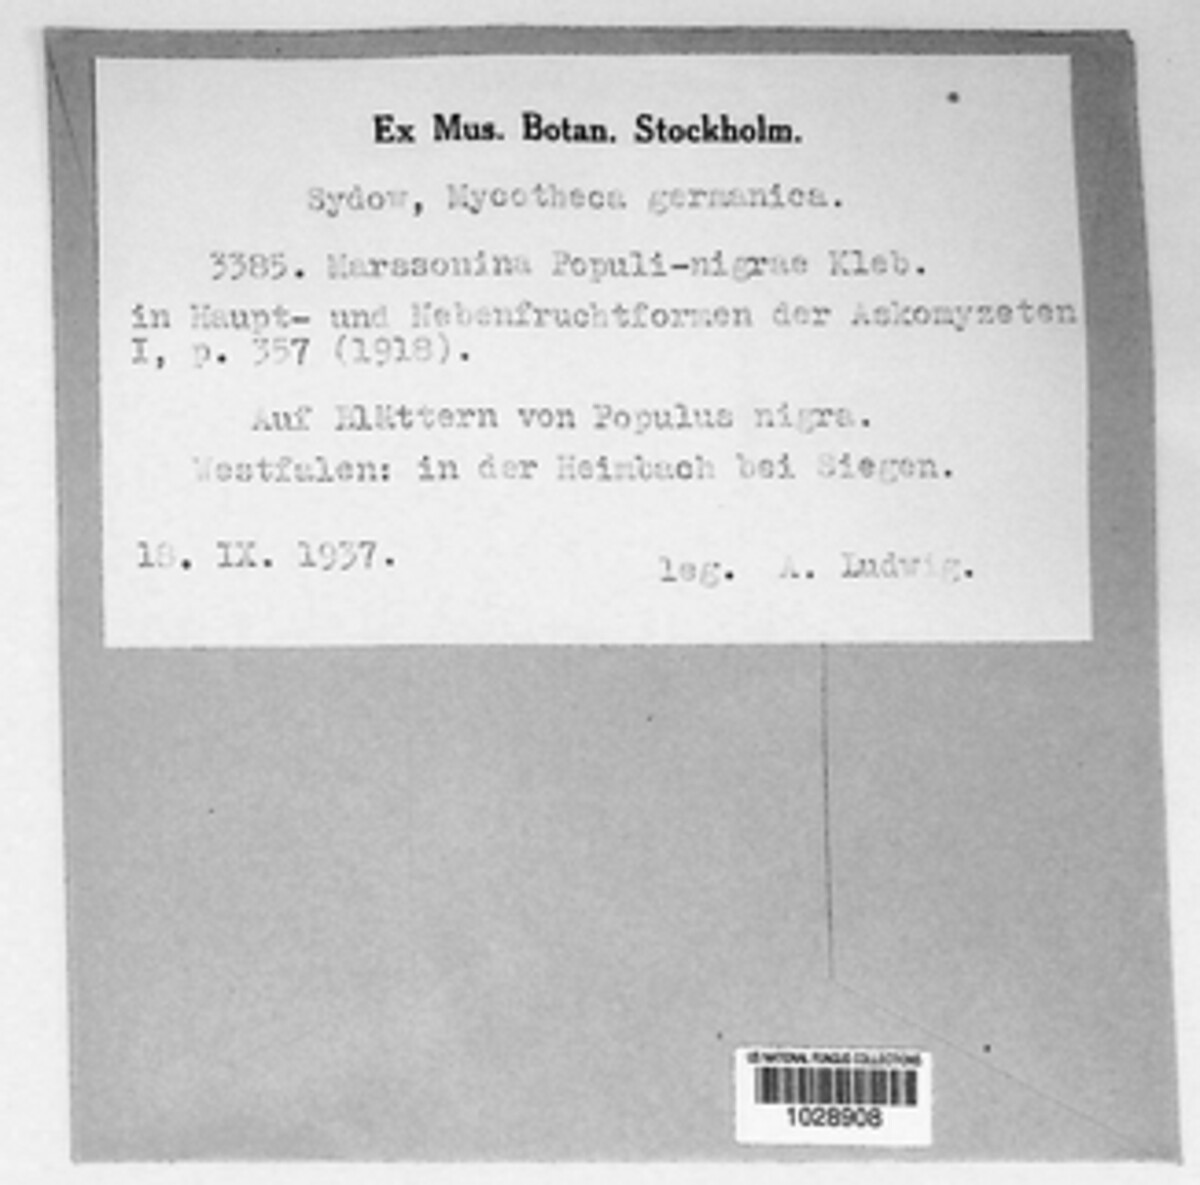 Ex Mus. Botan. Stockholm.
Sydow, Mycotheca germanica.
3385. Marssonina Populi-nigrae Kleb.
in Haupt- und Nebenfruchtformen der Askomyzeten
I, p. 357 (1918).
Auf Blättern von Populus nigra.
Westfalen: in der Heimbach bei Siegen.
18. IX. 1937.
leg. A. Ludwig.
US NATIONAL FUNGUS COLLECTIONS
1028908